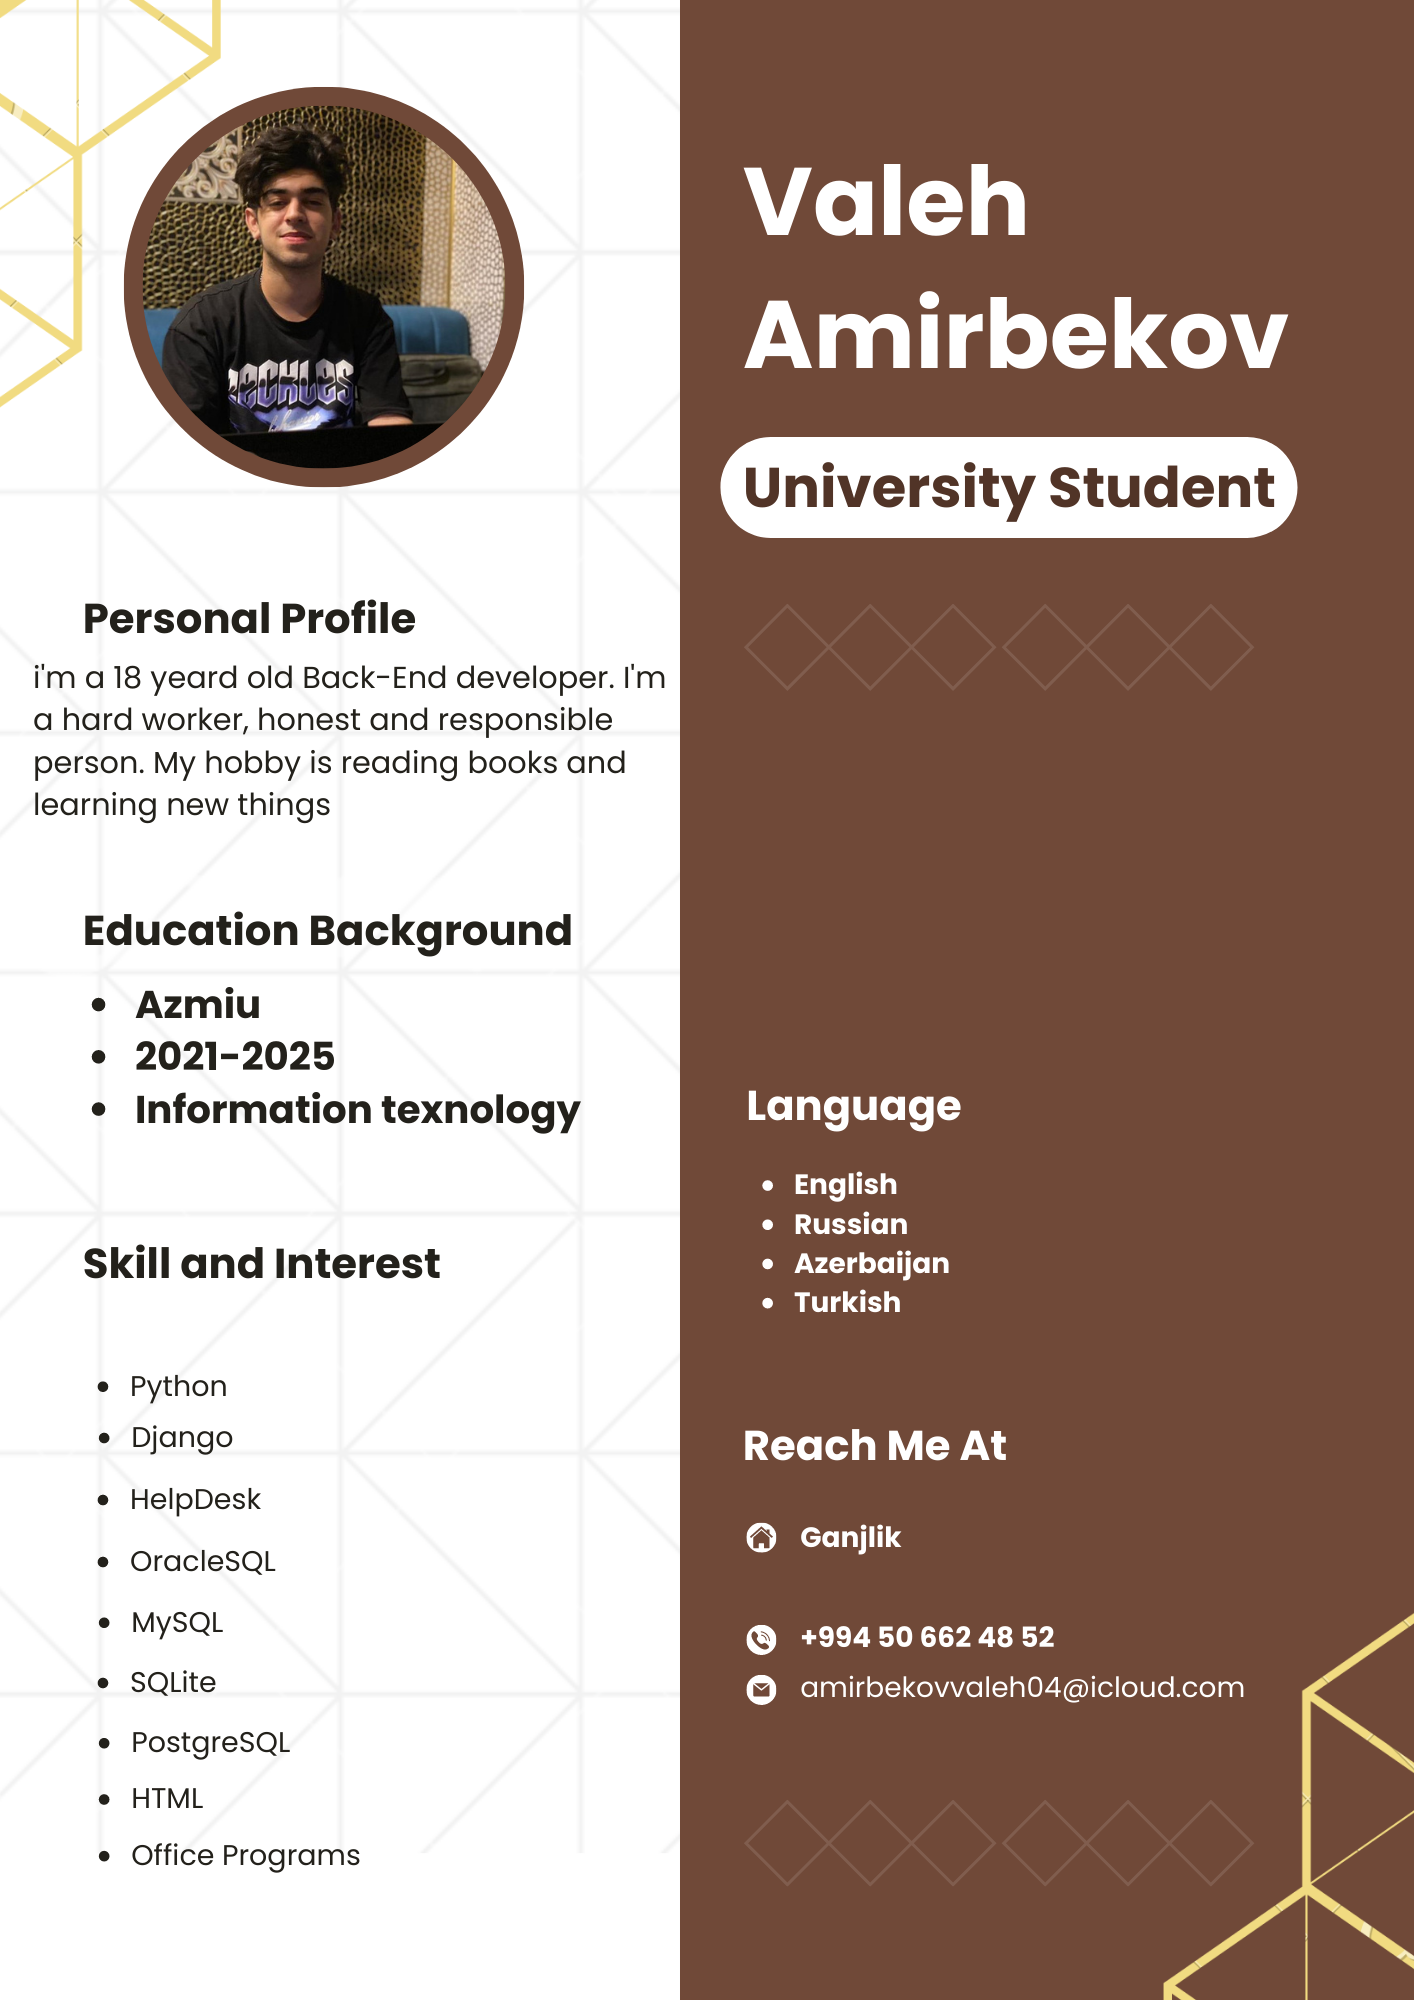 Valeh
Amirbekov
University Student
Personal Profile
i'm a 18 yeard old Back-End developer. I'm
a hard worker, honest and responsible
person. My hobby is reading books and
learning new things
Education Background
• Azmiu
• 2021-2025
• Information texnology
Skill and Interest
• Python
• Django
• HelpDesk
• OracleSQL
• MySQL
• SQLite
• PostgreSQL
• HTML
• Office Programs
Language
• English
• Russian
• Azerbaijan
• Turkish
Reach Me At
Ganjlik
+994 50 662 48 52
amirbekovvaleh04@icloud.com